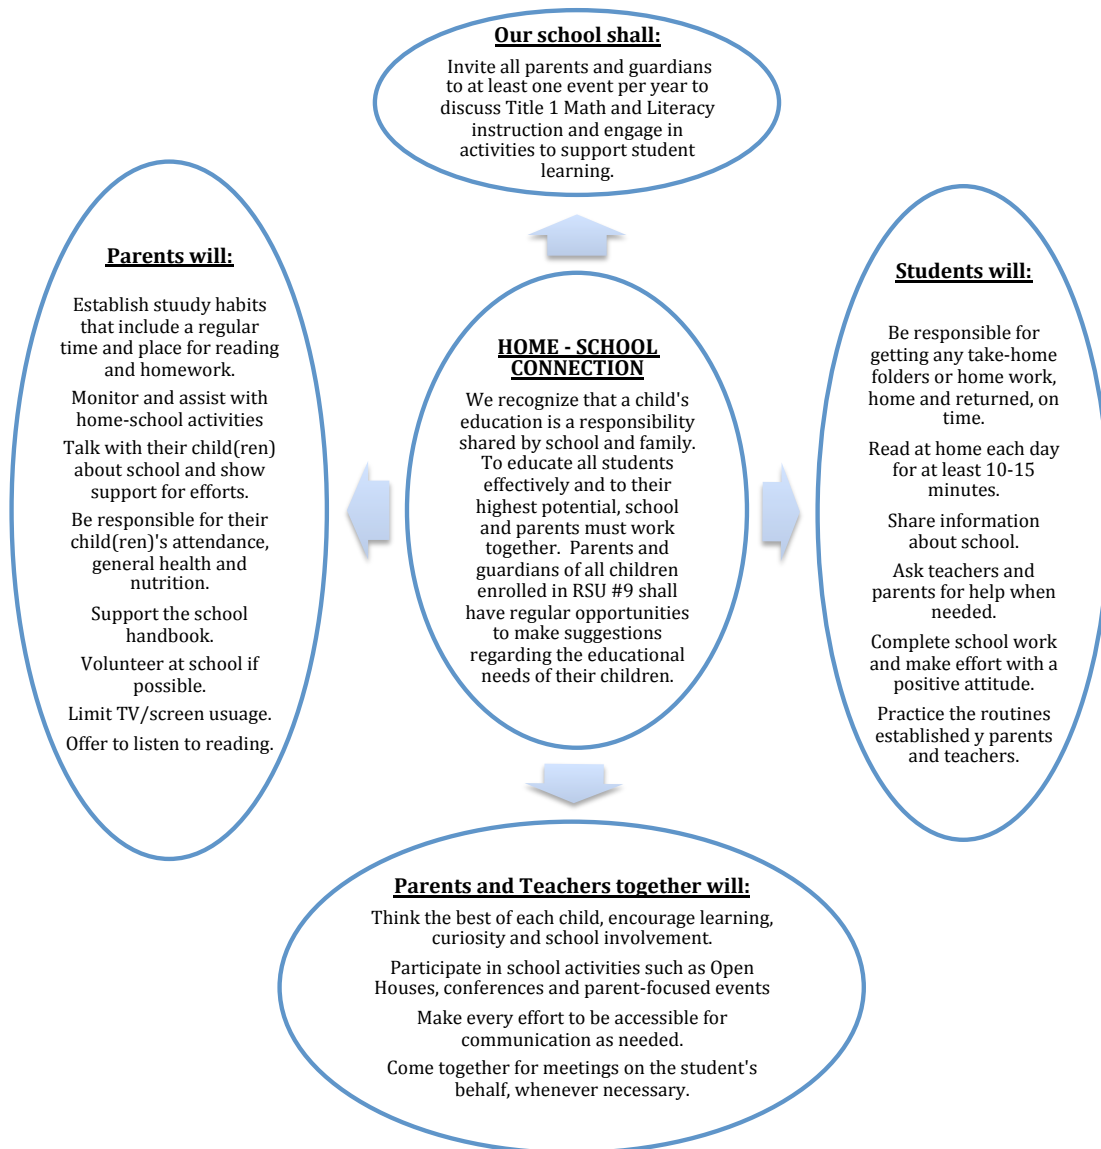 Our school shall:
Invite all parents and guardians
to at least one event per year to
discuss Title 1 Math and Literacy
instruction and engage in
activities to support student
learning.
Parents will:
Establish stuudy habits
that include a regular
time and place for reading
and homework.
Monitor and assist with
home-school activities
Talk with their child(ren)
about school and show
support for efforts.
Be responsible for their
child(ren)'s attendance,
general health and
nutrition.
Support the school
handbook.
Volunteer at school if
possible.
Limit TV/screen usuage.
Offer to listen to reading.
HOME - SCHOOL
CONNECTION
We recognize that a child's
education is a responsibility
shared by school and family.
To educate all students
effectively and to their
highest potential, school
and parents must work
together.  Parents and
guardians of all children
enrolled in RSU #9 shall
have regular opportunities
to make suggestions
regarding the educational
needs of their children.
Students will:
Be responsible for
getting any take-home
folders or home work,
home and returned, on
time.
Read at home each day
for at least 10-15
minutes.
Share information
about school.
Ask teachers and
parents for help when
needed.
Complete school work
and make effort with a
positive attitude.
Practice the routines
established y parents
and teachers.
Parents and Teachers together will:
Think the best of each child, encourage learning,
curiosity and school involvement.
Participate in school activities such as Open
Houses, conferences and parent-focused events
Make every effort to be accessible for
communication as needed.
Come together for meetings on the student's
behalf, whenever necessary.